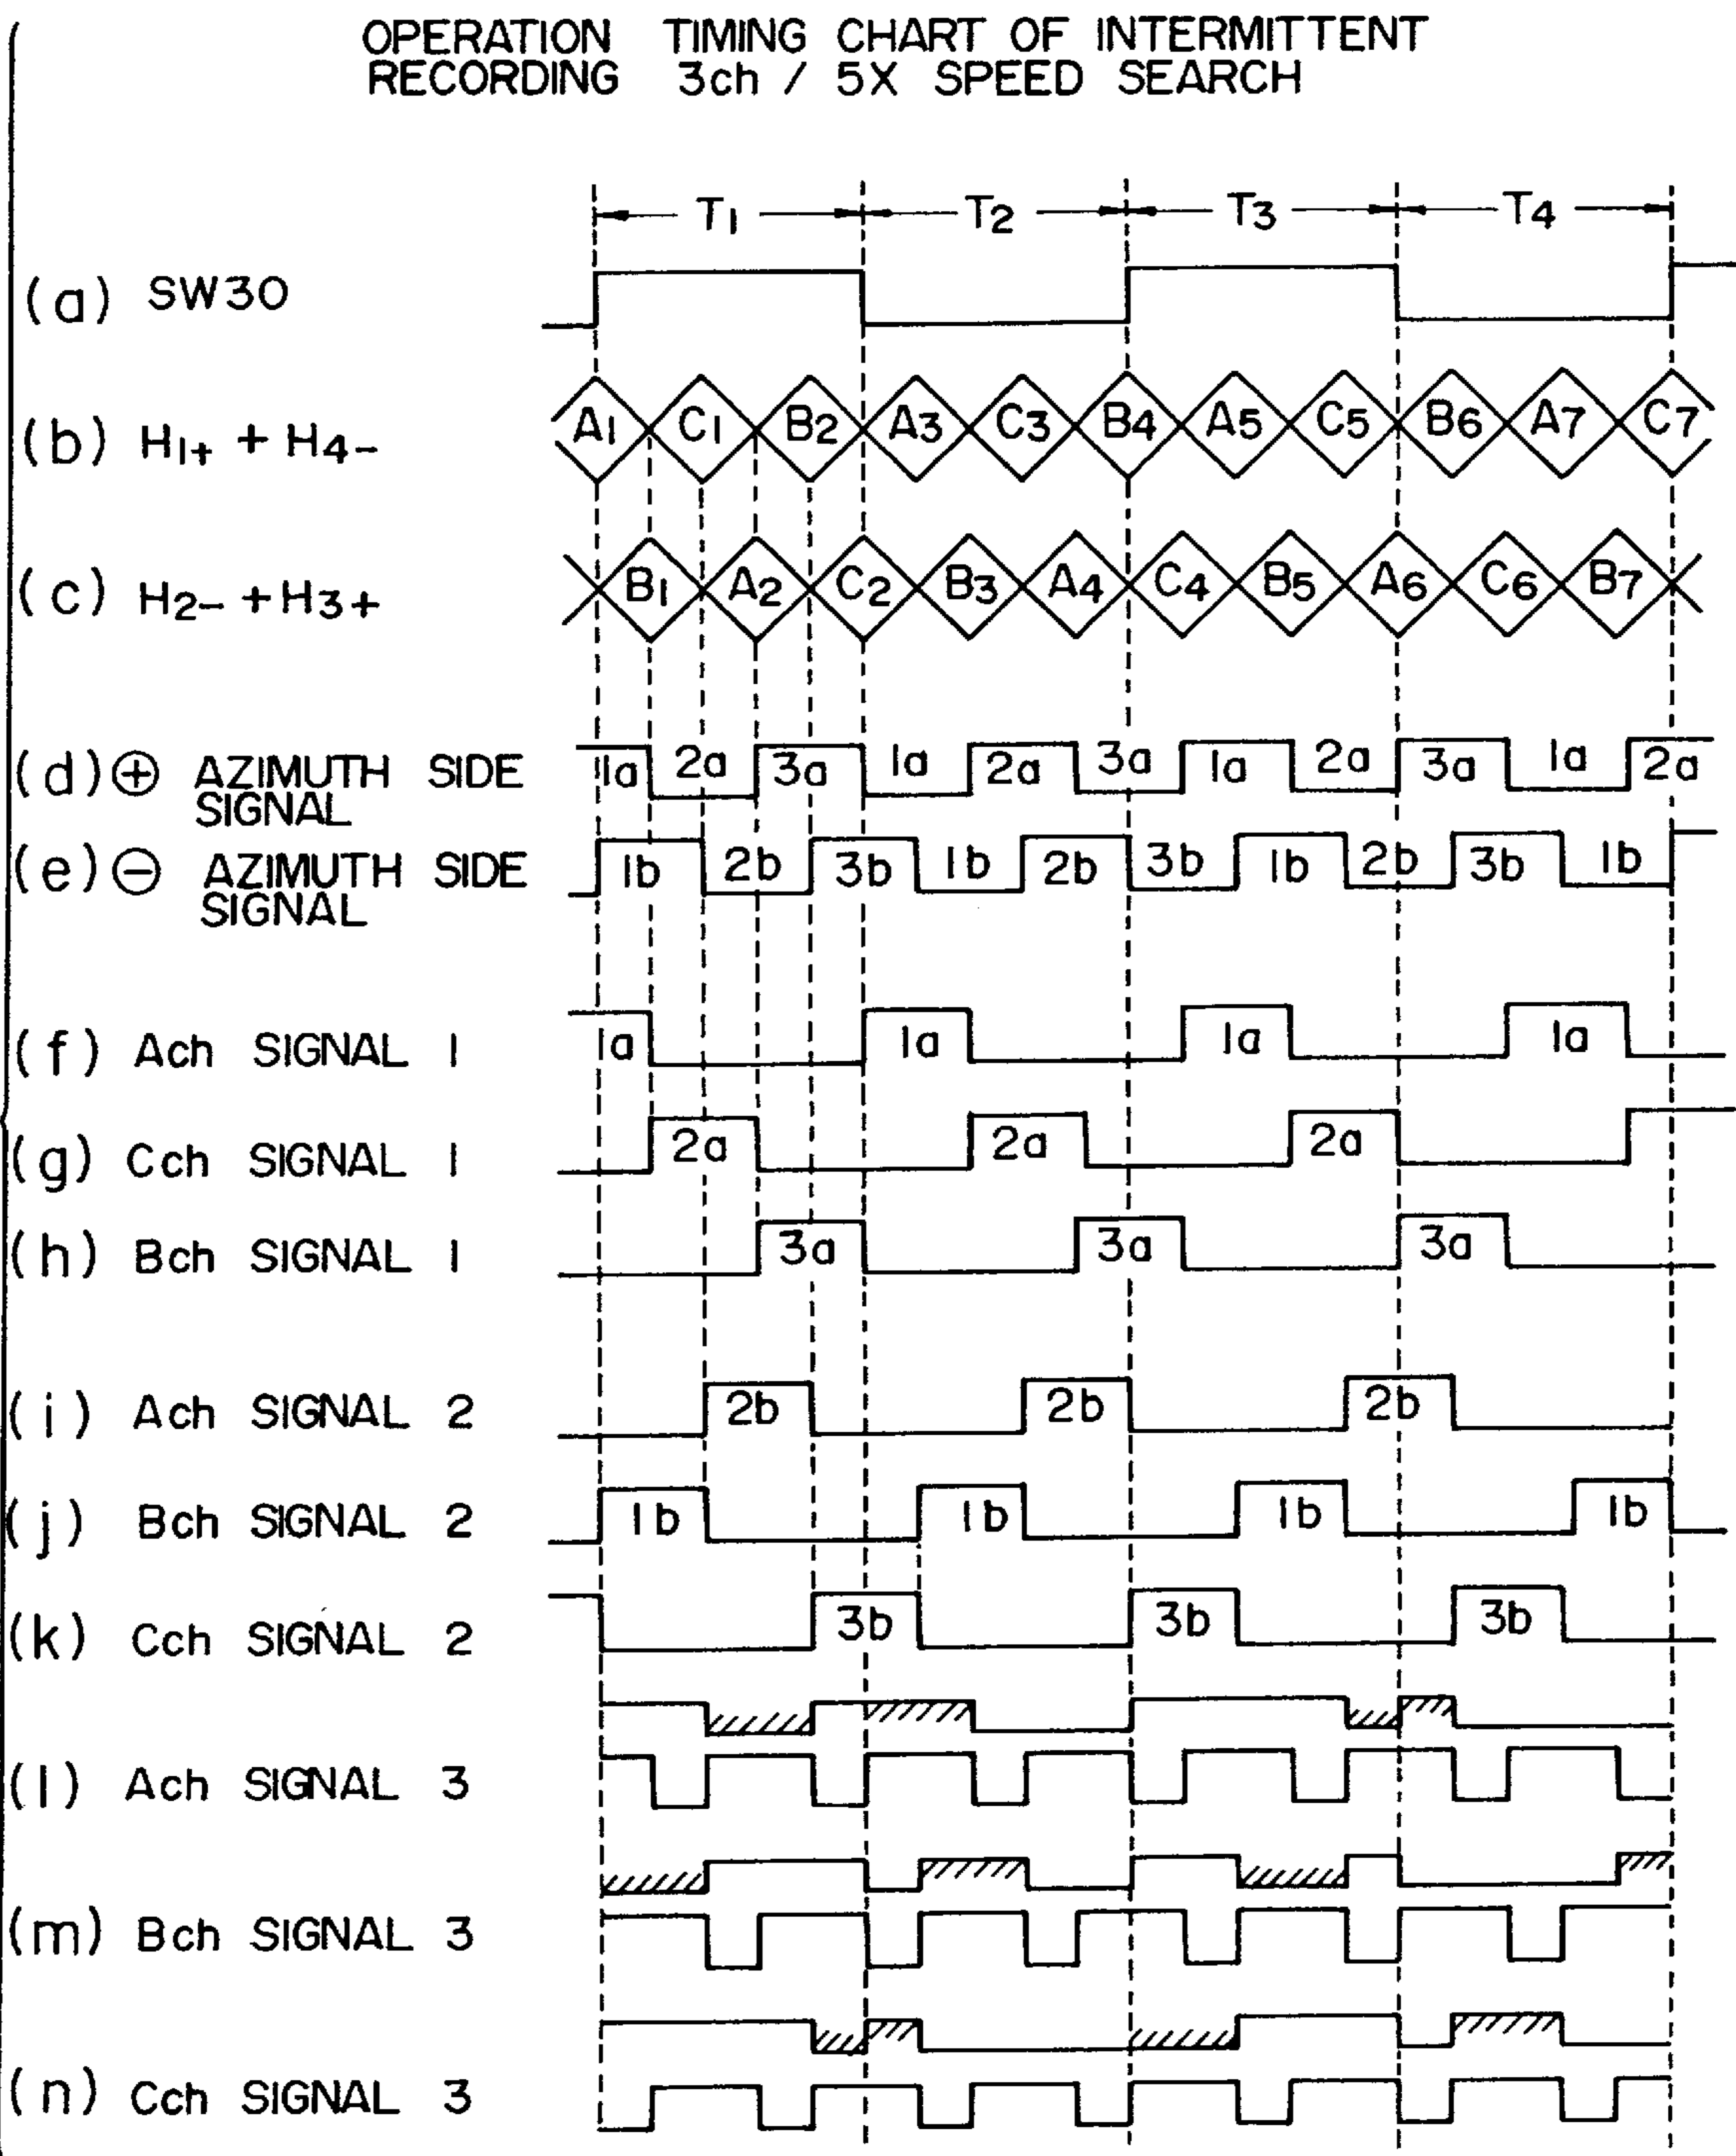 OPERATION TIMING CHART OF INTERMITTENT
RECORDING 3ch / 5X SPEED SEARCH
T1 T2 T3 T4
(a) SW30
(b) H1+ + H4- A1 C1 B2 A3 C3 B4 A5 C5 B6 A7 C7
(c) H2- + H3+ B1 A2 C2 B3 A4 C4 B5 A6 C6 B7
(d) ⊕ AZIMUTH SIDE 1a 2a 3a 1a 2a 3a 1a 2a 3a 1a 2a
SIGNAL
(e) ⊖ AZIMUTH SIDE 1b 2b 3b 1b 2b 3b 1b 2b 3b 1b
SIGNAL
(f) Ach SIGNAL 1 1a 1a 1a 1a
(g) Cch SIGNAL 1 2a 2a 2a
(h) Bch SIGNAL 1 3a 3a 3a
(i) Ach SIGNAL 2 2b 2b 2b
(j) Bch SIGNAL 2 1b 1b 1b 1b
(k) Cch SIGNAL 2 3b 3b 3b
(l) Ach SIGNAL 3
(m) Bch SIGNAL 3
(n) Cch SIGNAL 3